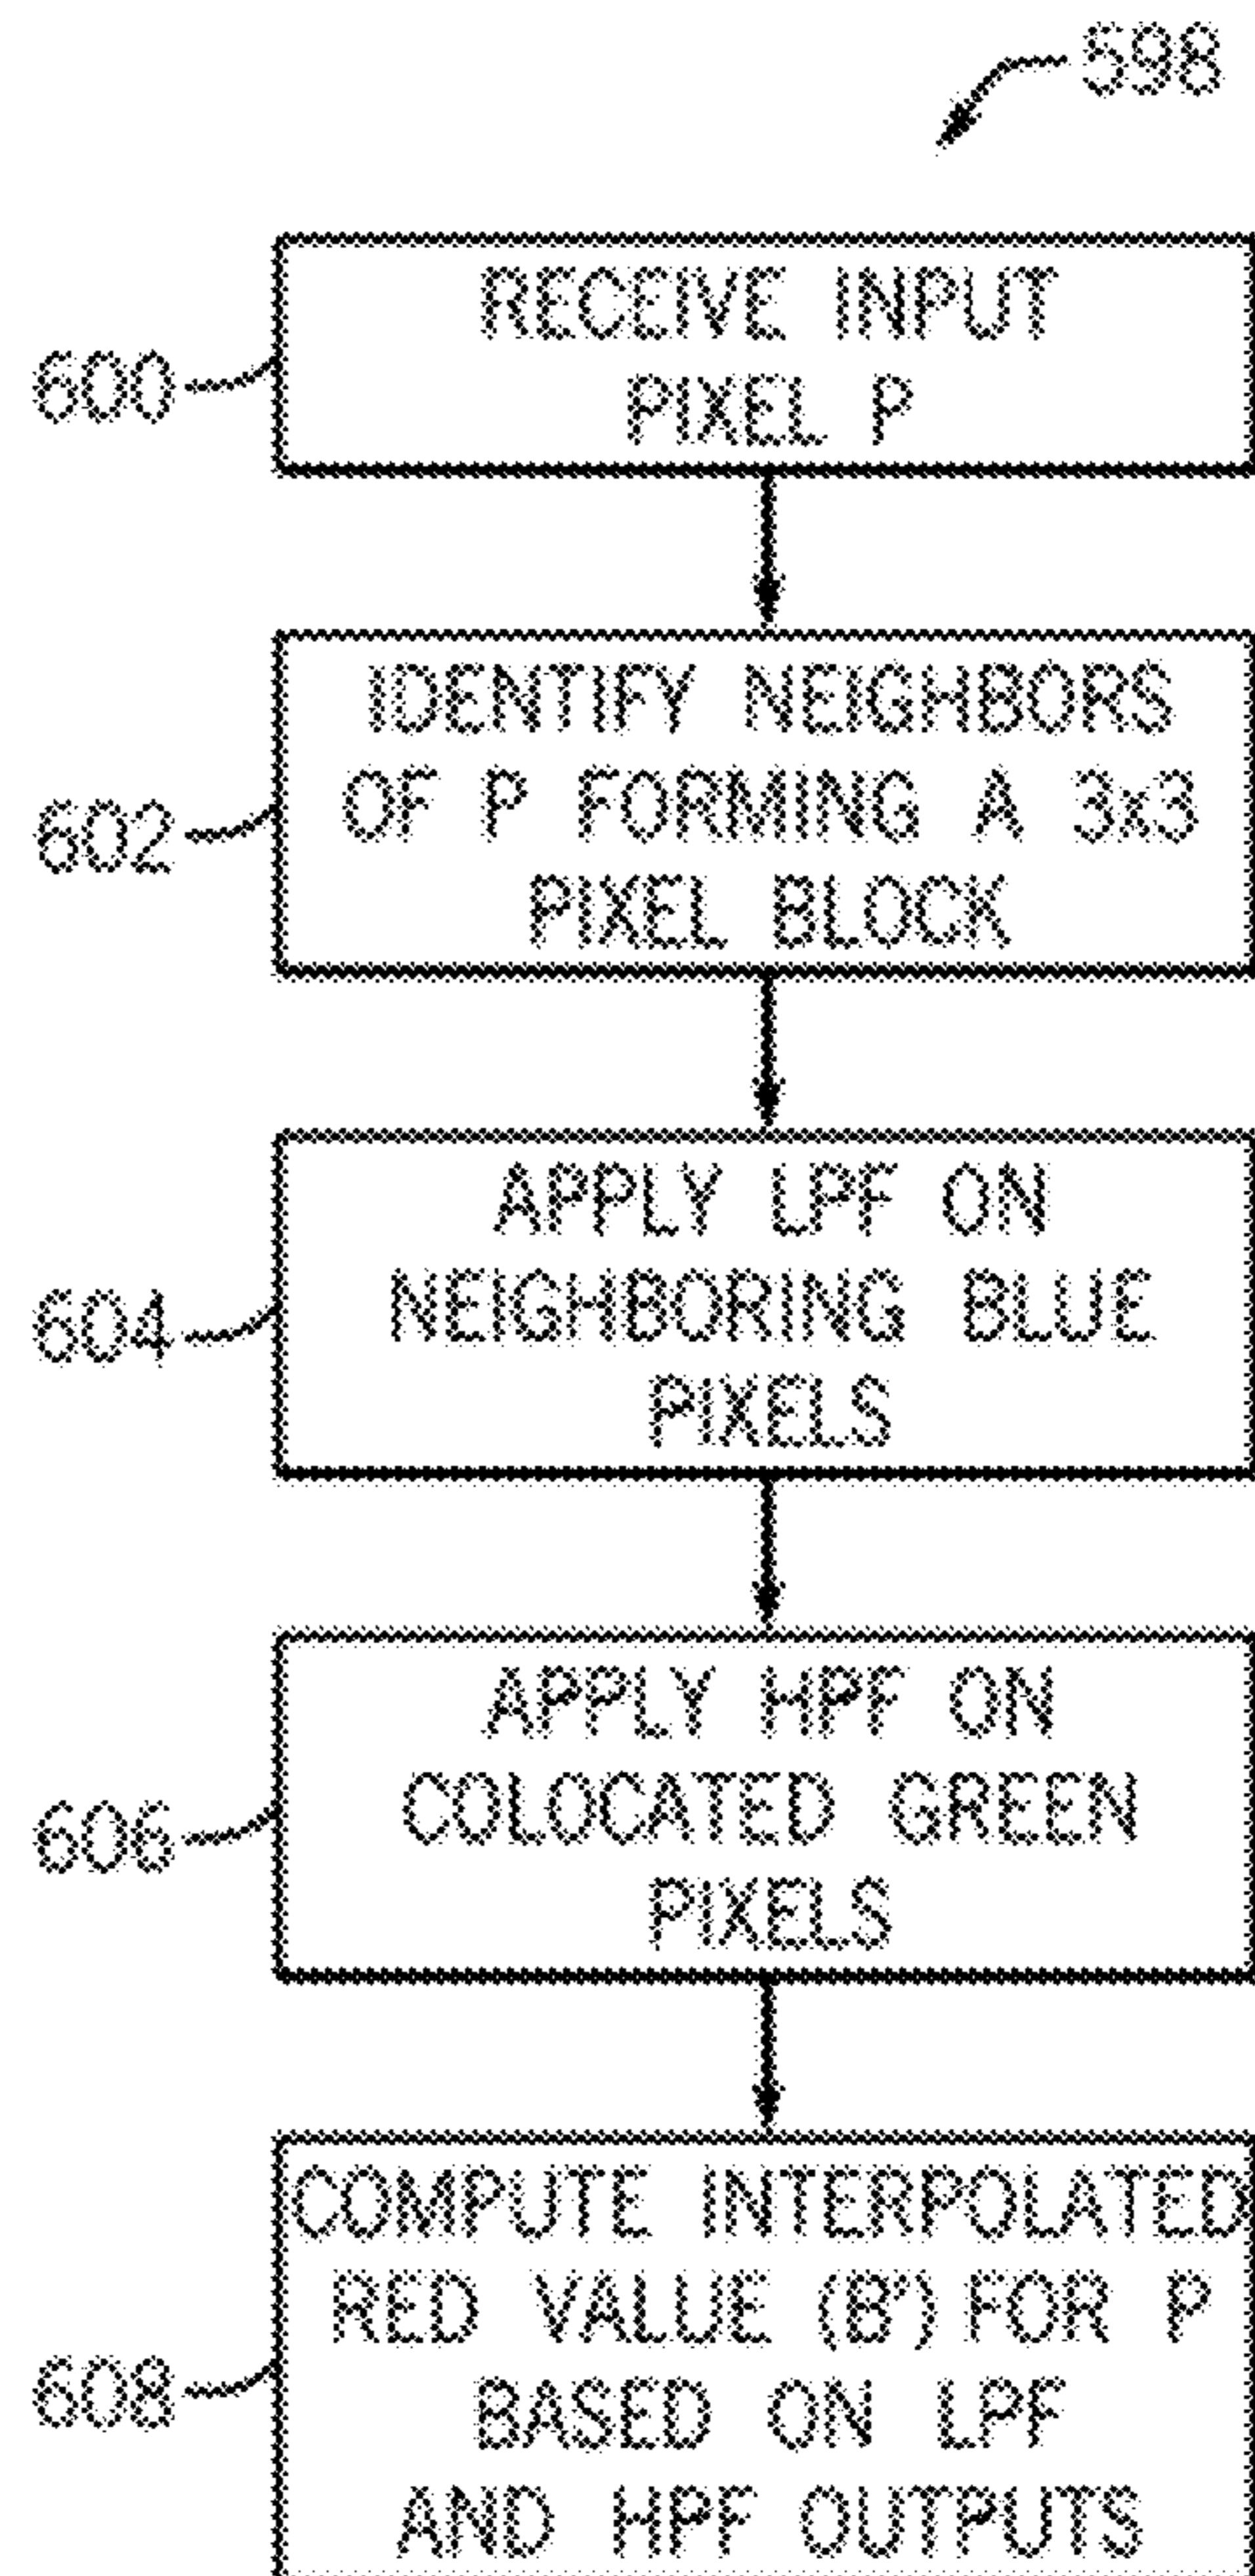 598
600
RECEIVE INPUT
PIXEL P
602
IDENTIFY NEIGHBORS
OF P FORMING A 3x3
PIXEL BLOCK
604
APPLY LPF ON
NEIGHBORING BLUE
PIXELS
606
APPLY HPF ON
COLOCATED GREEN
PIXELS
608
COMPUTE INTERPOLATED
RED VALUE (B') FOR P
BASED ON LPF
AND HPF OUTPUTS